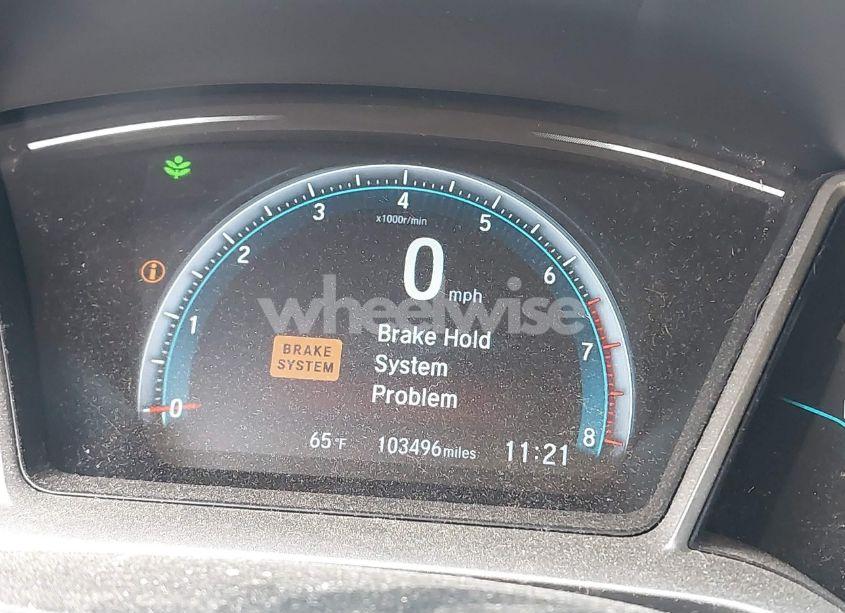 4
3
5
x1000r/min
2
6
0 mph
i
wheelwise
1
Brake Hold
7
BRAKE
SYSTEM
System
Problem
0
8
65°F
103496 miles
11:21